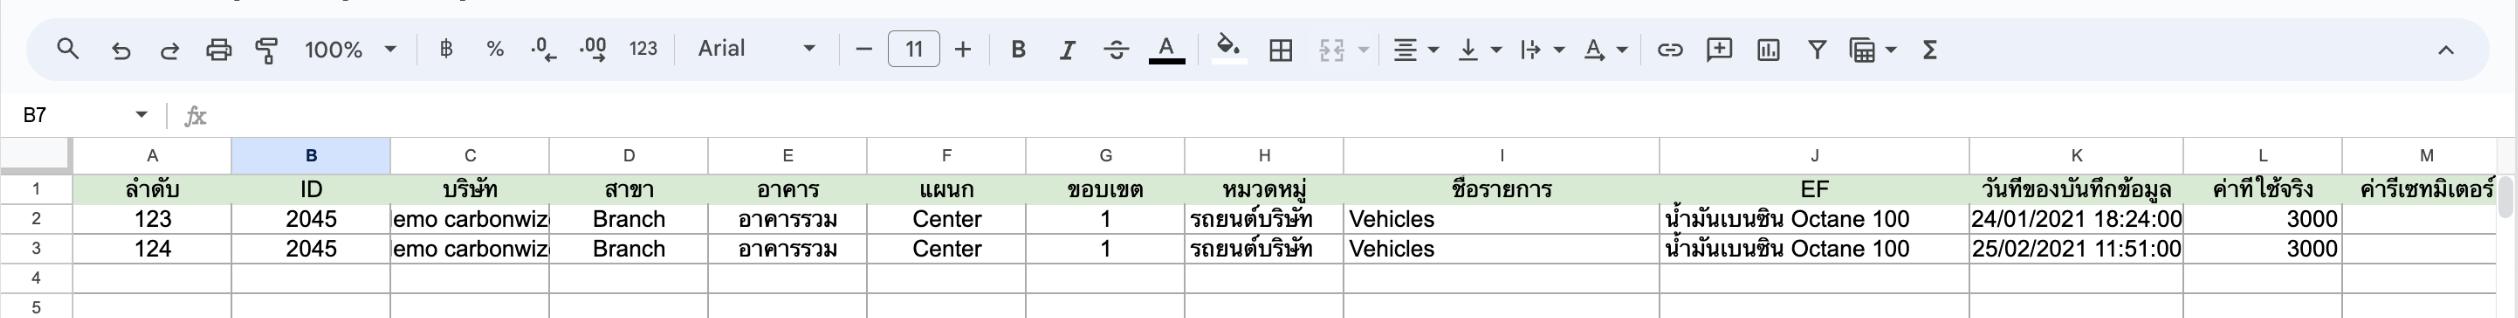 100% ฿ % .0 .00 123 Arial 11 B I A A Σ
B7 fx
A B C D E F G H I J K L M
1 ลำดับ ID บริษัท สาขา อาคาร แผนก ขอบเขต หมวดหมู่ ชื่อรายการ EF วันที่ของบันทึกข้อมูล ค่าที่ใช้จริง ค่ารีเซทมิเตอร์
2 123 2045 emo carbonwiz Branch อาคารรวม Center 1 รถยนต์บริษัท Vehicles น้ำมันเบนซิน Octane 100 24/01/2021 18:24:00 3000
3 124 2045 emo carbonwiz Branch อาคารรวม Center 1 รถยนต์บริษัท Vehicles น้ำมันเบนซิน Octane 100 25/02/2021 11:51:00 3000
4
5